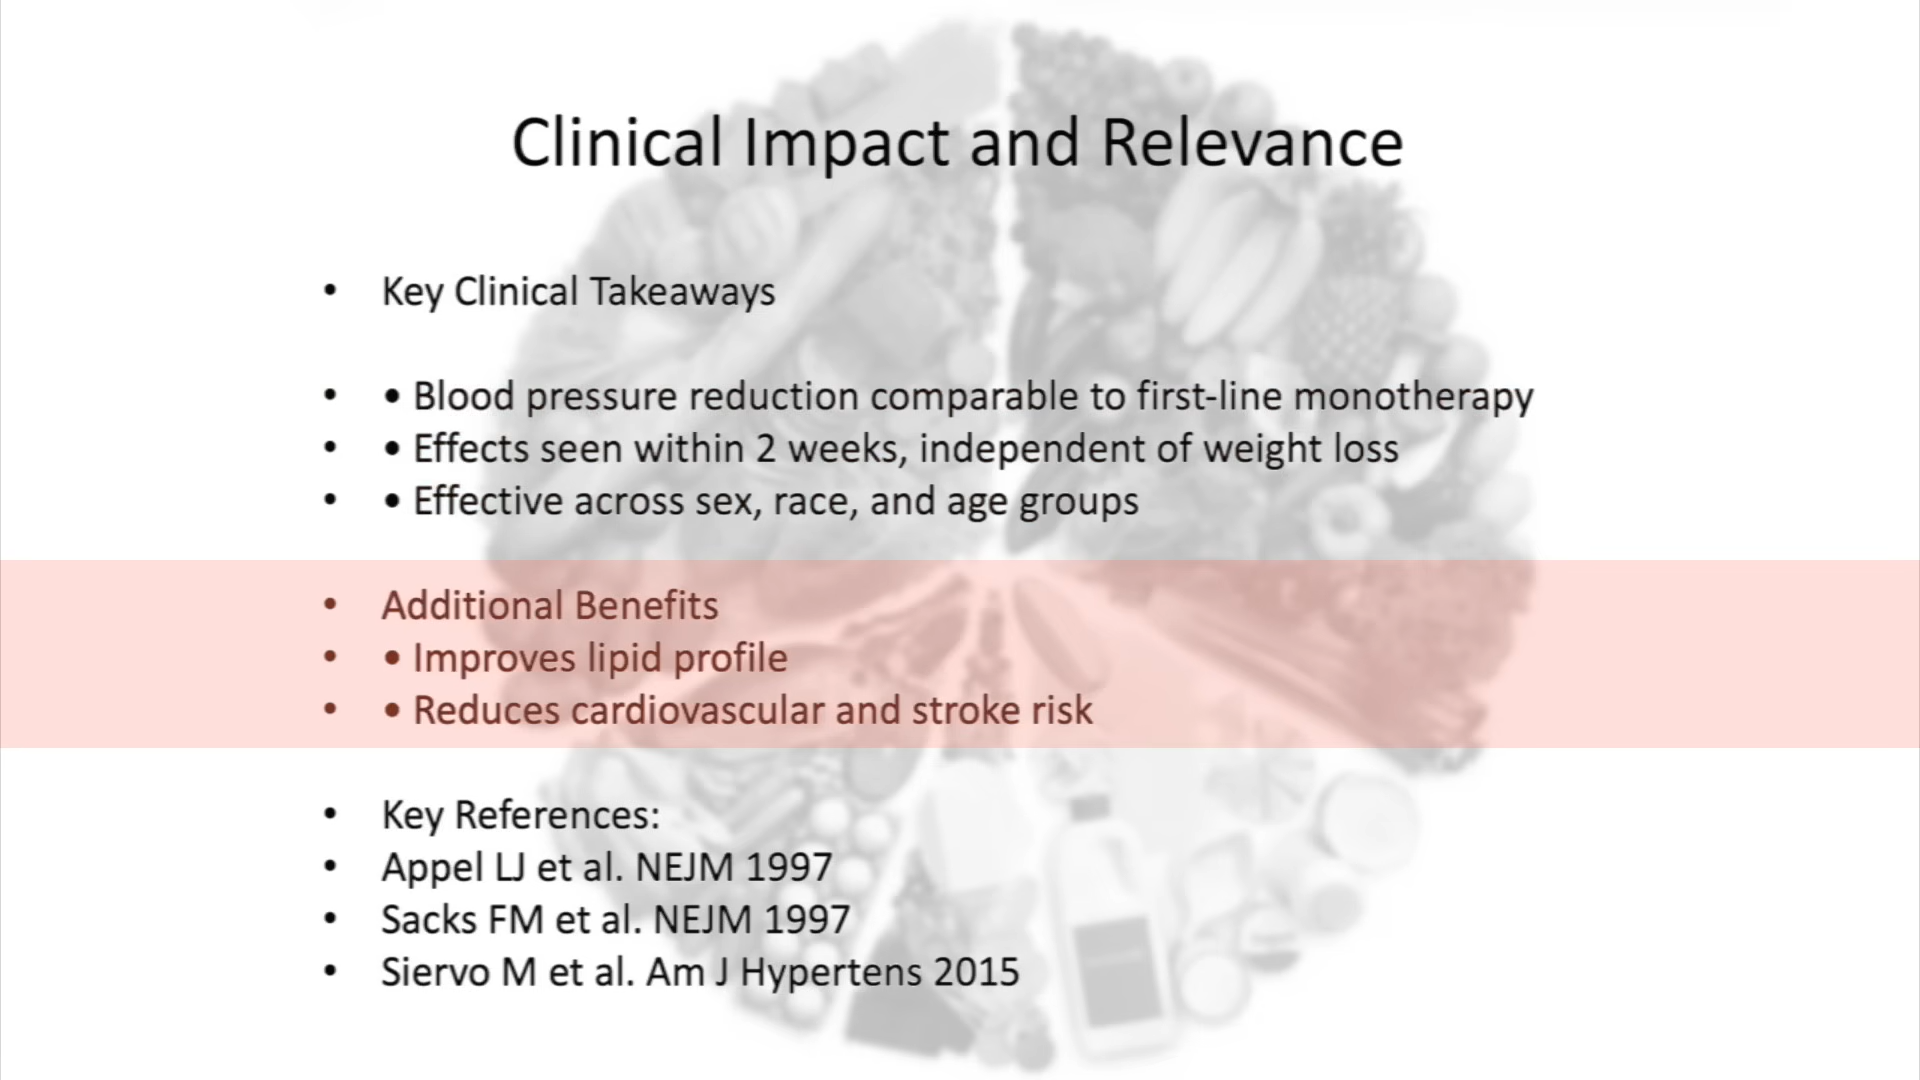 Clinical Impact and Relevance
• Key Clinical Takeaways
• • Blood pressure reduction comparable to first-line monotherapy
• • Effects seen within 2 weeks, independent of weight loss
• • Effective across sex, race, and age groups
• Additional Benefits
• • Improves lipid profile
• • Reduces cardiovascular and stroke risk
• Key References:
• Appel LJ et al. NEJM 1997
• Sacks FM et al. NEJM 1997
• Siervo M et al. Am J Hypertens 2015